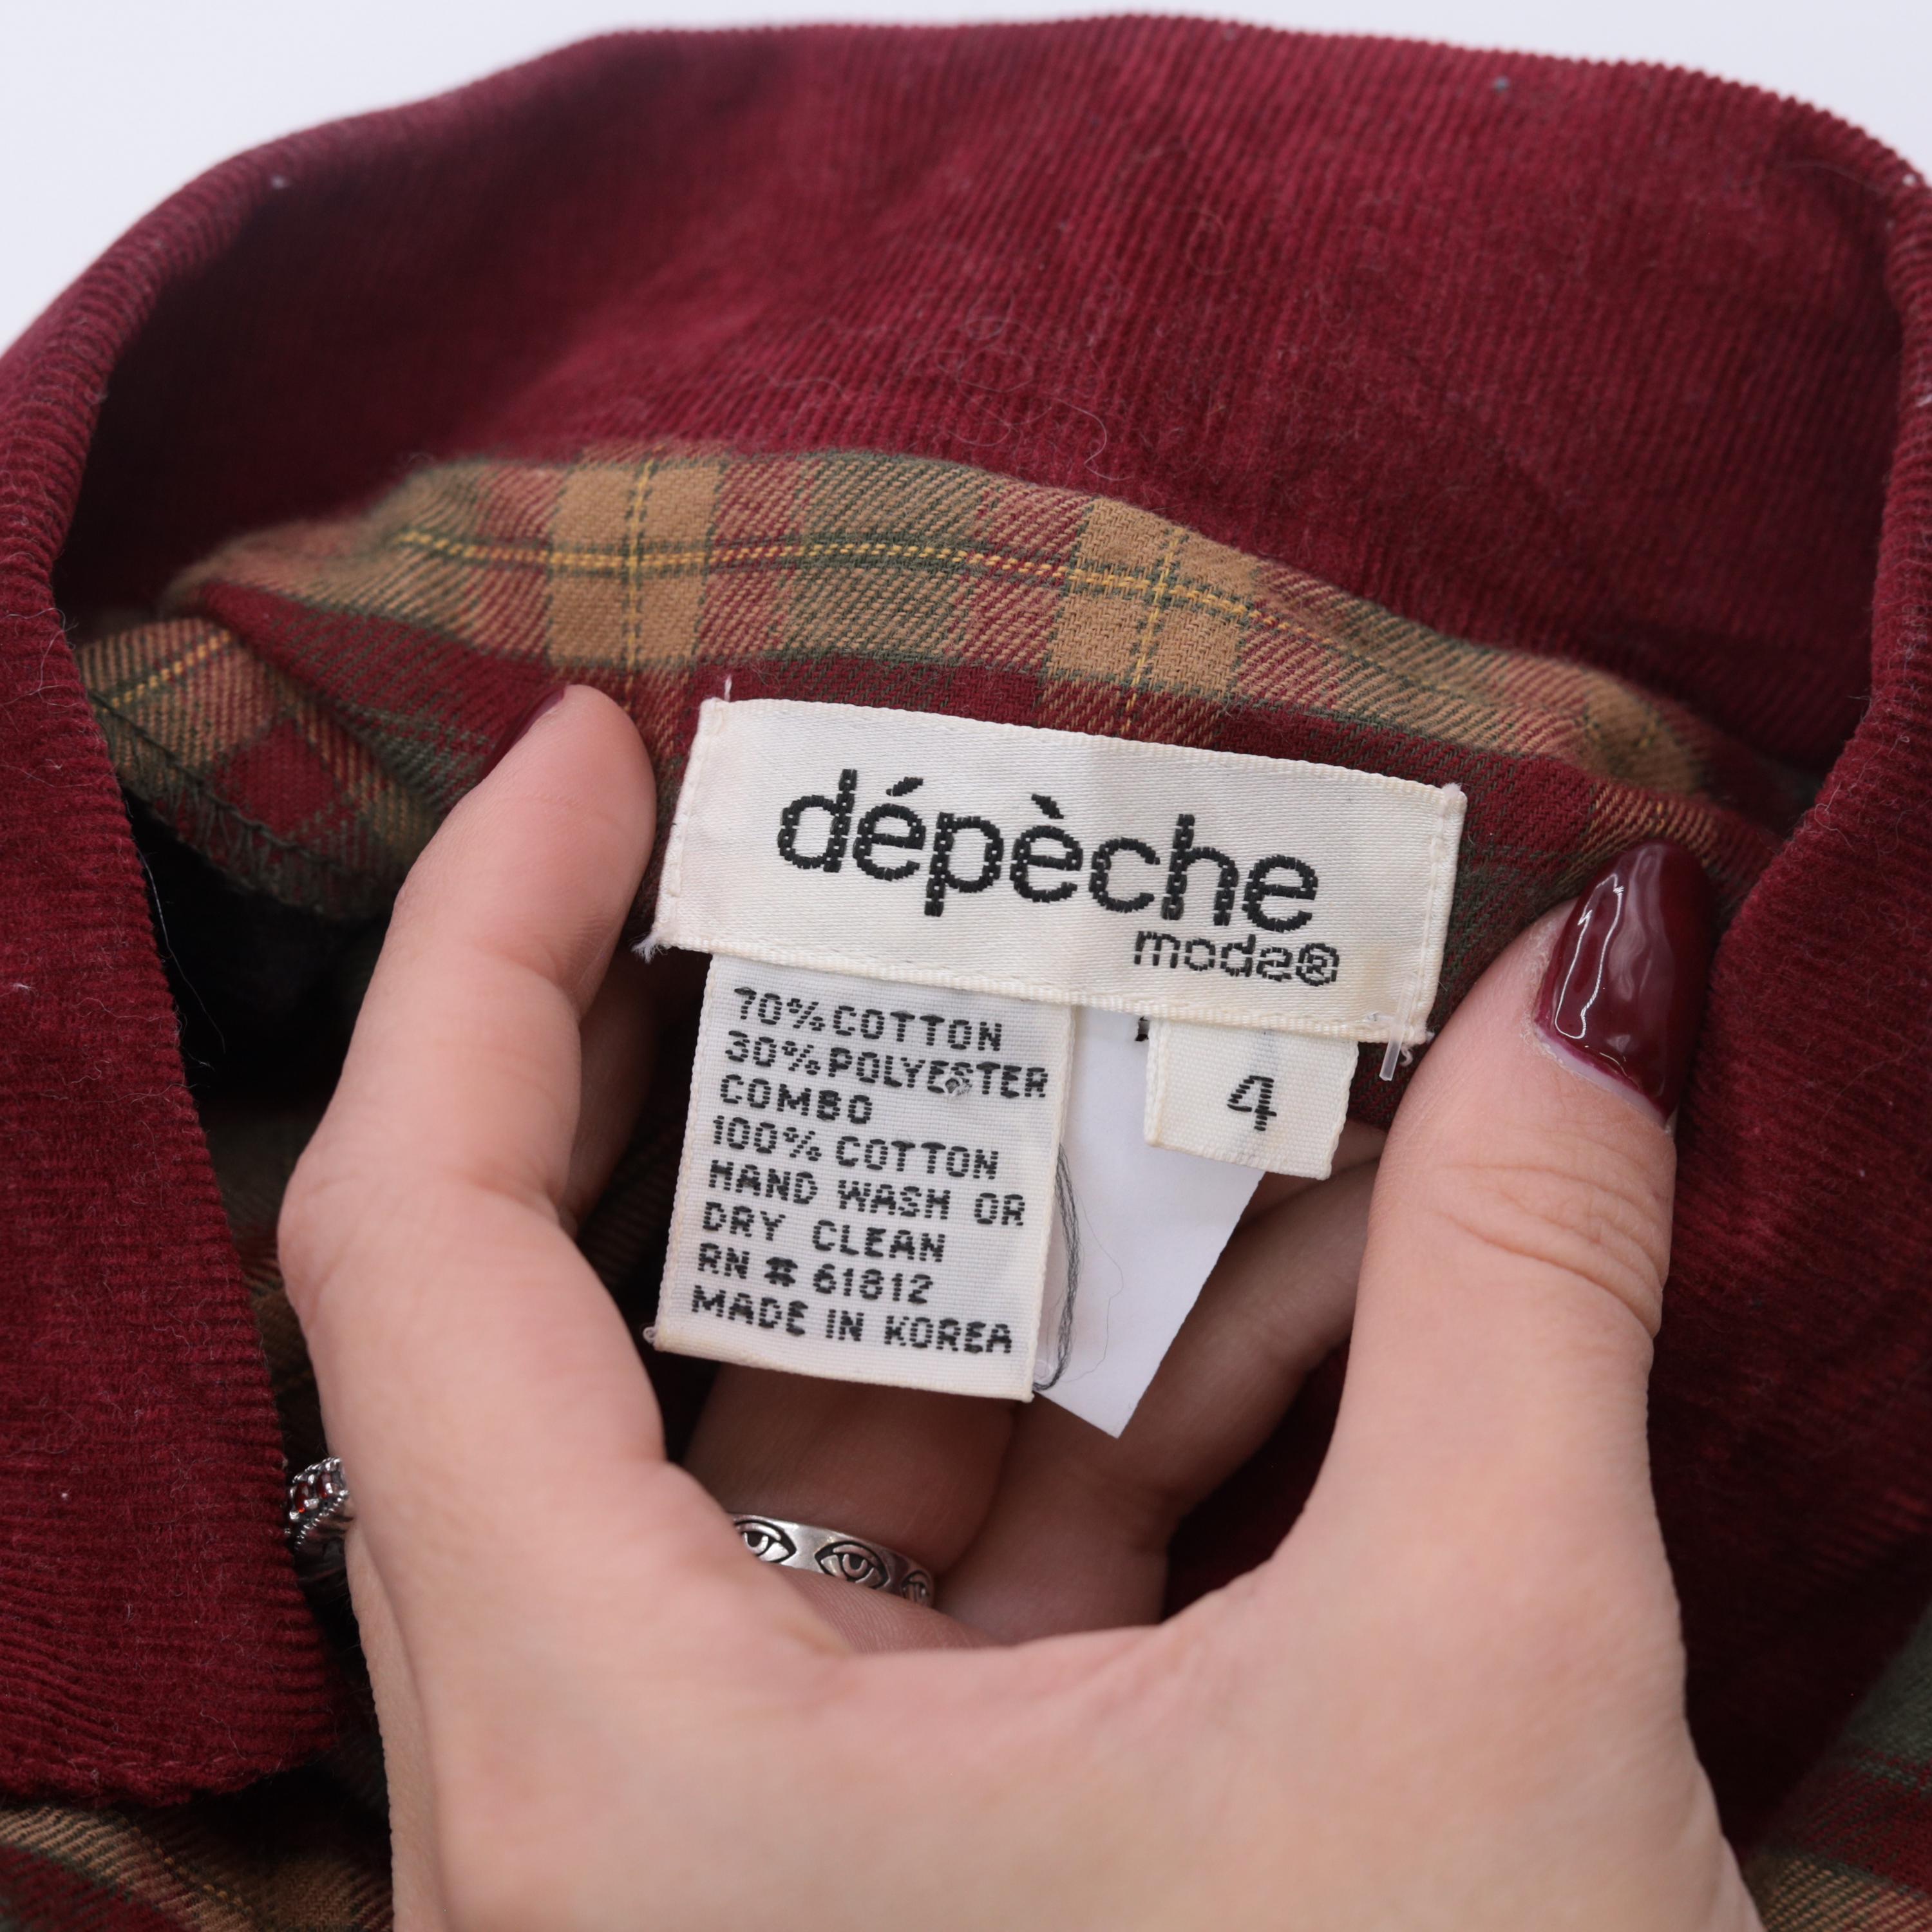 dépèche
mode®
70% COTTON
30% POLYESTER
COMBO
100% COTTON
HAND WASH OR
DRY CLEAN
RN # 61812
MADE IN KOREA
4